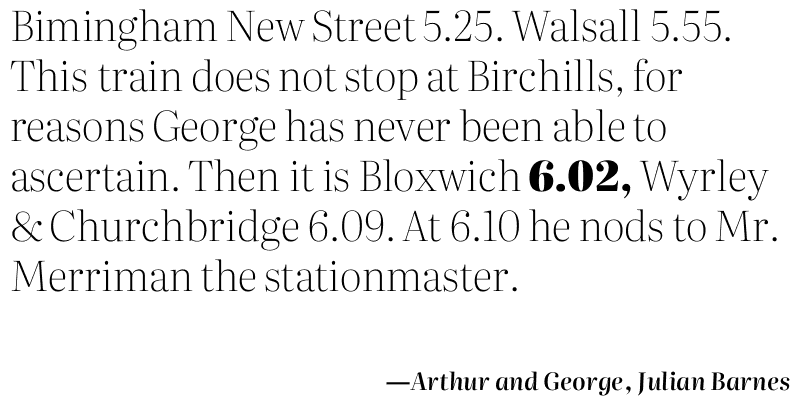 Bimingham New Street 5.25. Walsall 5.55.
This train does not stop at Birchills, for
reasons George has never been able to
ascertain. Then it is Bloxwich 6.02, Wyrley
& Churchbridge 6.09. At 6.10 he nods to Mr.
Merriman the stationmaster.
—Arthur and George, Julian Barnes